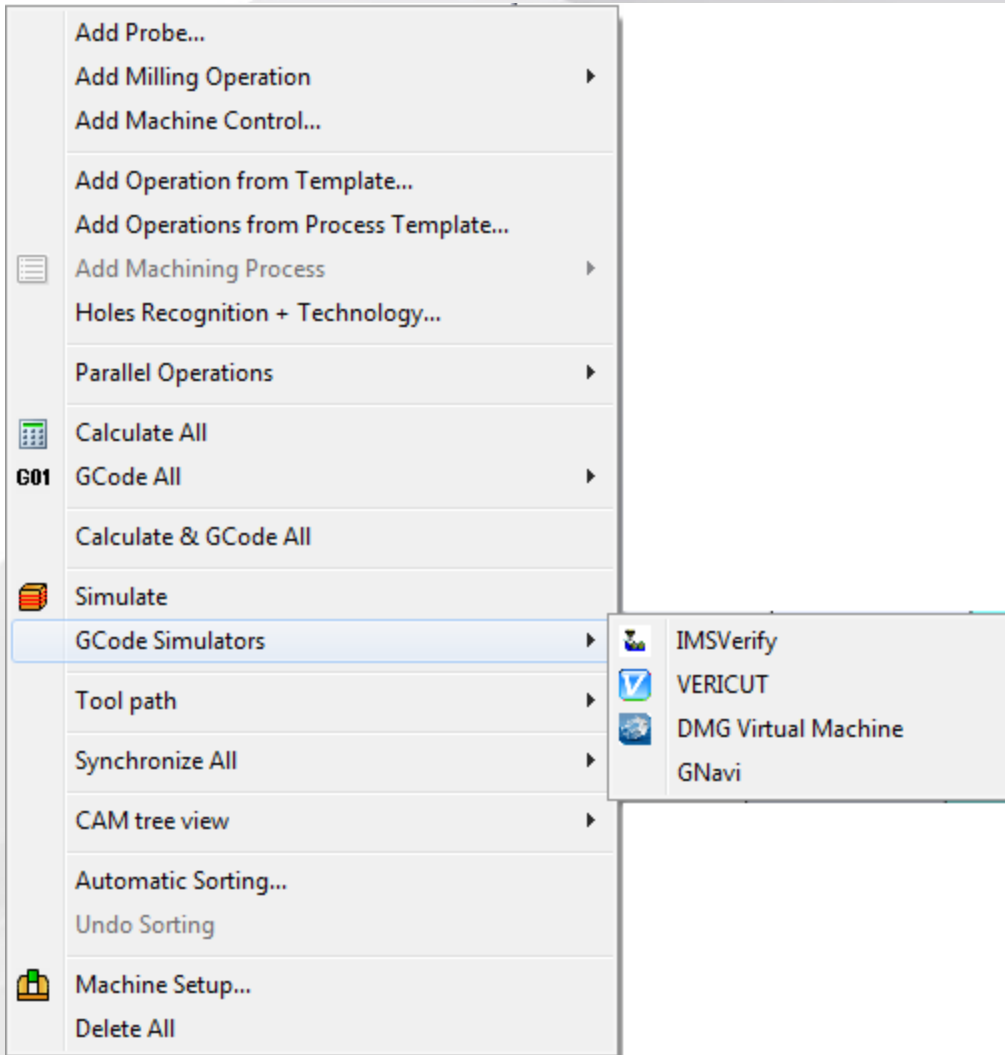 Add Probe...
Add Milling Operation
Add Machine Control...
Add Operation from Template...
Add Operations from Process Template...
Add Machining Process
Holes Recognition + Technology...
Parallel Operations
Calculate All
G01 GCode All
Calculate & GCode All
Simulate
GCode Simulators
IMSVerify
VERICUT
DMG Virtual Machine
GNavi
Tool path
Synchronize All
CAM tree view
Automatic Sorting...
Undo Sorting
Machine Setup...
Delete All